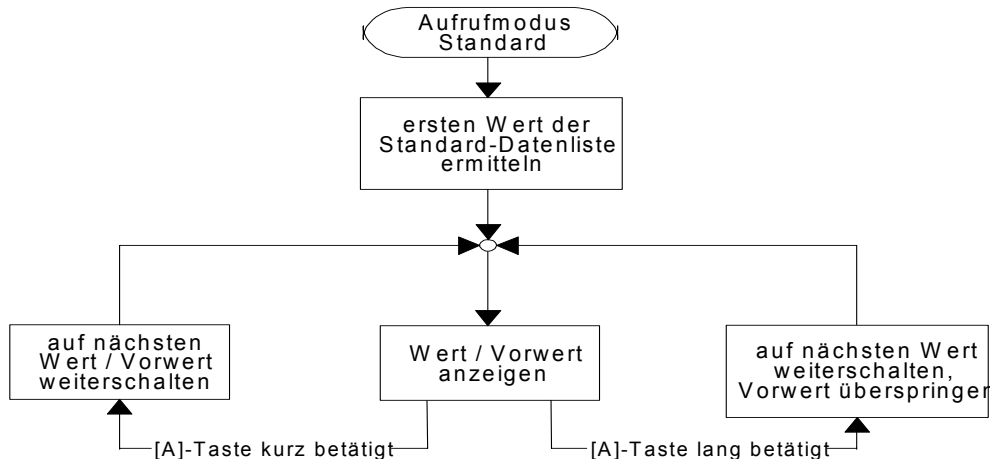 Aufrufmodus
Standard
ersten Wert der
Standard-Datenliste
ermitteln
auf nächsten
Wert / Vorwert
weiterschalten
Wert / Vorwert
anzeigen
auf nächsten Wert
weiterschalten,
Vorwert überspringer
[A]-Taste kurz betätigt
[A]-Taste lang betätigt